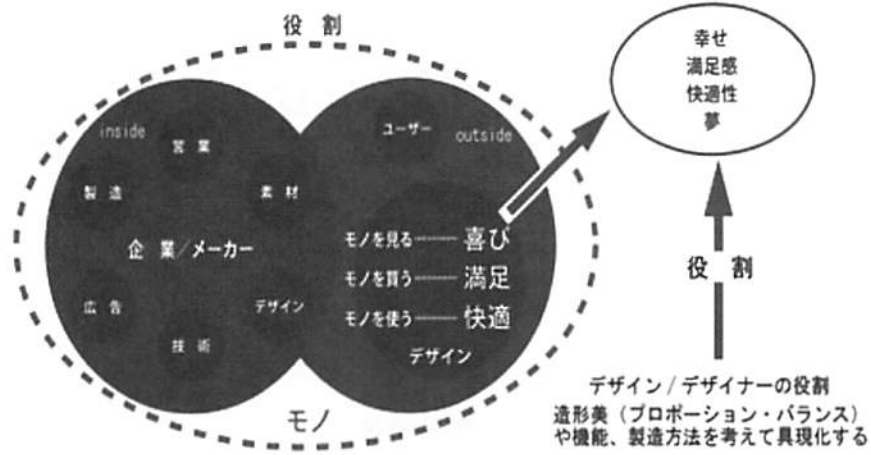 役 割
inside
営 業
製 造
素 材
企 業／メーカー
広 告
デザイン
技 術
ユーザー
outside
モノを見る 喜び
モノを買う 満足
モノを使う 快適
デザイン
モノ
幸せ
満足感
快適性
夢
役 割
デザイン / デザイナーの役割
造形美（プロポーション・バランス）
や機能、製造方法を考えて具現化する